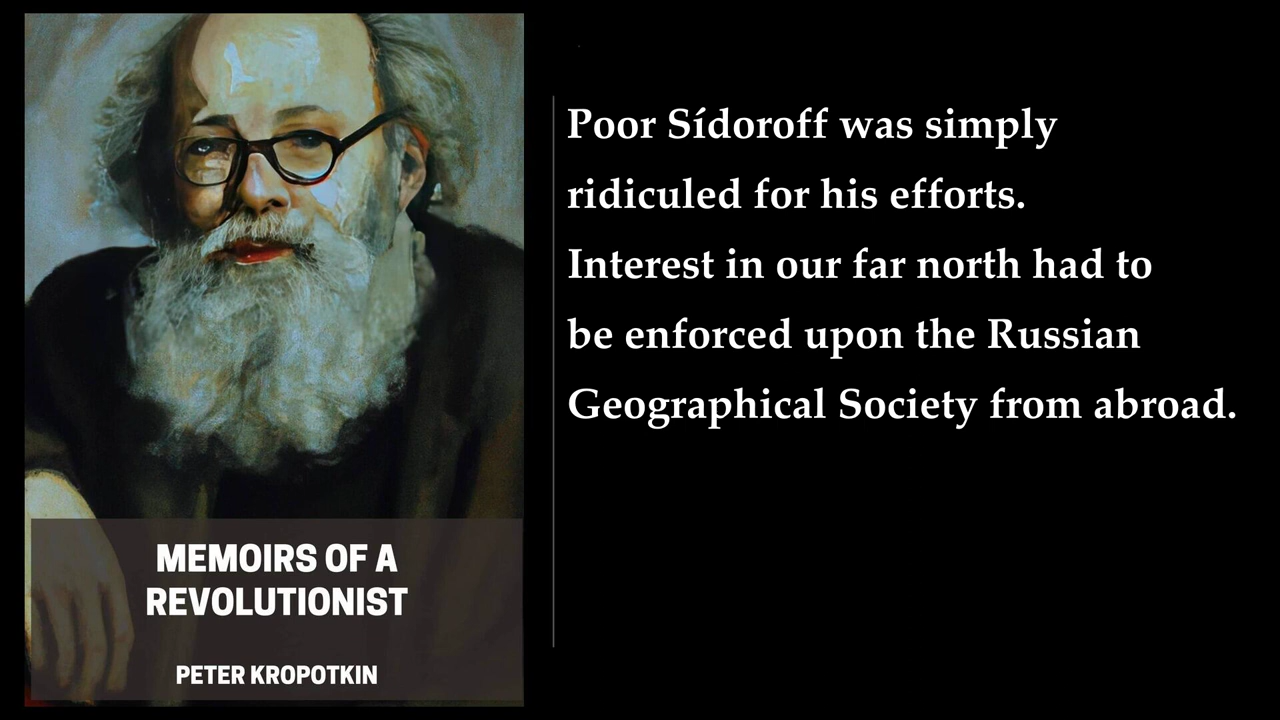 Poor Sídoroff was simply
ridiculed for his efforts.
Interest in our far north had to
be enforced upon the Russian
Geographical Society from abroad.
MEMOIRS OF A
REVOLUTIONIST
PETER KROPOTKIN